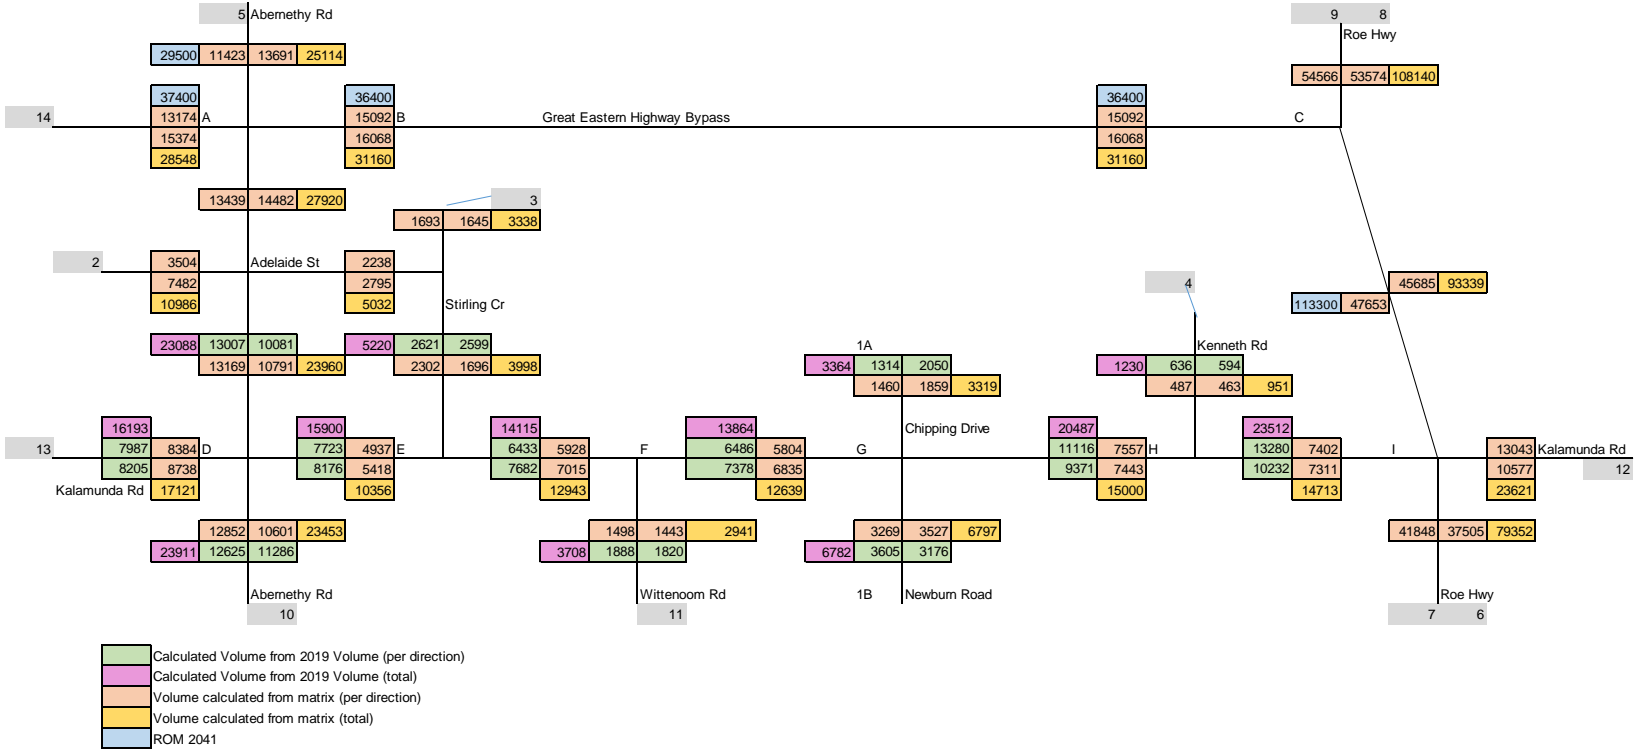 5 Abernethy Rd 9 8
Roe Hwy
29500 11423 13691 25114
54566 53574 108140
37400 36400 36400
14 13174 A 15092 B Great Eastern Highway Bypass 15092 C
15374 16068 16068
28548 31160 31160
13439 14482 27920 3
1693 1645 3338
2 3504 Adelaide St 2238
7482 2795 4 45685 93339
10986 5032 Stirling Cr 113300 47653
23088 13007 10081 5220 2621 2599 1A Kenneth Rd
13169 10791 23960 2302 1696 3998 3364 1314 2050 1230 636 594
1460 1859 3319 487 463 951
16193 15900 14115 13864 Chipping Drive 20487 23512
13 7987 8384 D 7723 4937 E 6433 5928 F 6486 5804 G 11116 7557 H 13280 7402 I 13043 Kalamunda Rd
8205 8738 8176 5418 7682 7015 7378 6835 9371 7443 10232 7311 10577 12
Kalamunda Rd 17121 10356 12943 12639 15000 14713 23621
12852 10601 23453 1498 1443 2941 3269 3527 6797 41848 37505 79352
23911 12625 11286 3708 1888 1820 6782 3605 3176
Abernethy Rd Wittenoom Rd 1B Newburn Road Roe Hwy
10 11 7 6
Calculated Volume from 2019 Volume (per direction)
Calculated Volume from 2019 Volume (total)
Volume calculated from matrix (per direction)
Volume calculated from matrix (total)
ROM 2041